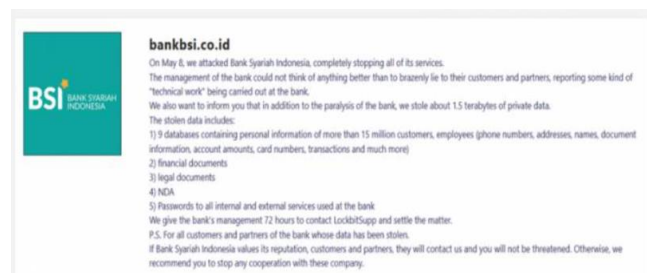 BSI BANK SYARIAH
INDONESIA
bankbsi.co.id
On May 8, we attacked Bank Syariah Indonesia, completely stopping all of its services.
The management of the bank could not think of anything better than to brazenly lie to their customers and partners, reporting some kind of
"technical work" being carried out at the bank.
We also want to inform you that in addition to the paralysis of the bank, we stole about 1.5 terabytes of private data.
The stolen data includes:
1) 9 databases containing personal information of more than 15 million customers, employees (phone numbers, addresses, names, document
information, account amounts, card numbers, transactions and much more)
2) financial documents
3) legal documents
4) NDA
5) Passwords to all internal and external services used at the bank
We give the bank's management 72 hours to contact LockbitSupp and settle the matter.
P.S. For all customers and partners of the bank whose data has been stolen.
If Bank Syariah Indonesia values its reputation, customers and partners, they will contact us and you will not be threatened. Otherwise, we
recommend you to stop any cooperation with these company.